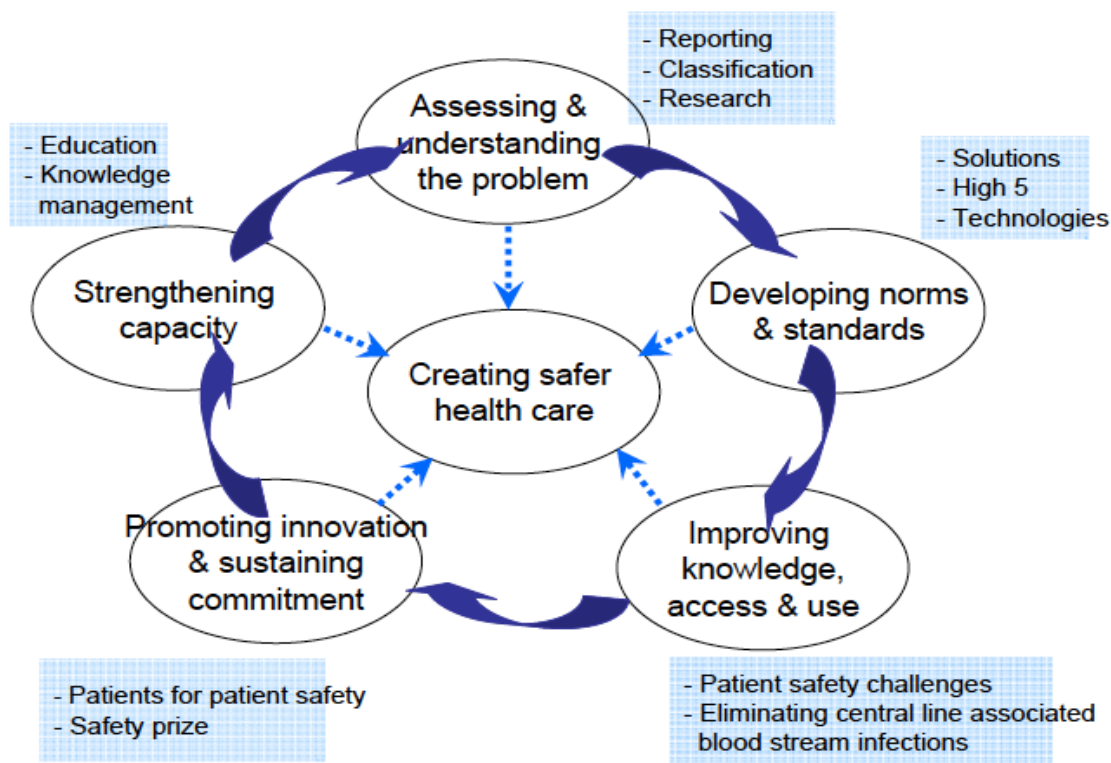 - Reporting
- Classification
- Research
Assessing &
understanding
the problem
- Education
- Knowledge
management
- Solutions
- High 5
- Technologies
Strengthening
capacity
Developing norms
& standards
Creating safer
health care
Promoting innovation
& sustaining
commitment
Improving
knowledge,
access & use
- Patients for patient safety
- Safety prize
- Patient safety challenges
- Eliminating central line associated
blood stream infections